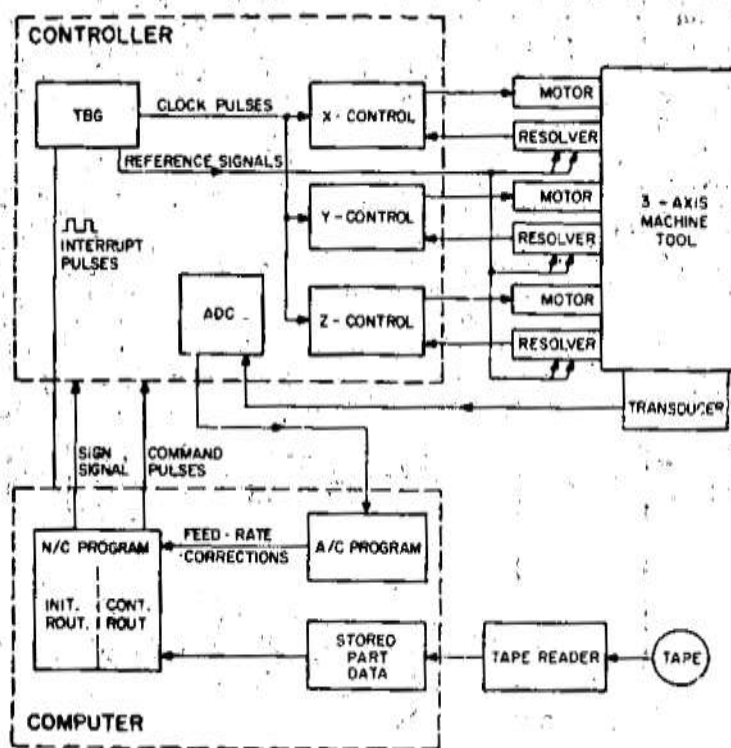 CONTROLLER
TBG
CLOCK PULSES
REFERENCE SIGNALS
X - CONTROL
MOTOR
RESOLVER
INTERRUPT
PULSES
Y - CONTROL
MOTOR
RESOLVER
3 - AXIS
MACHINE
TOOL
ADC
Z - CONTROL
MOTOR
RESOLVER
TRANSDUCER
SIGN
SIGNAL
COMMAND
PULSES
N/C PROGRAM
INIT.
ROUT.
CONT.
ROUT
FEED - RATE
CORRECTIONS
A/C PROGRAM
STORED
PART
DATA
TAPE READER
TAPE
COMPUTER